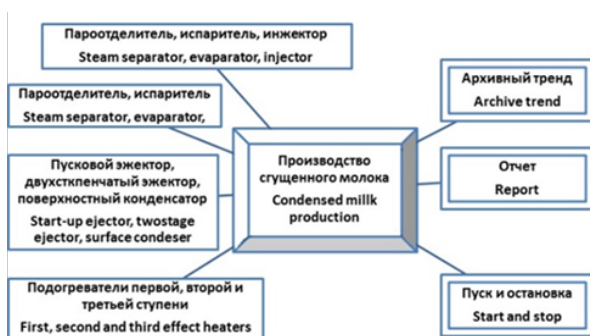 Пароотделитель, испаритель, инжектор
Steam separator, evaparator, injector
Пароотделитель, испаритель
Steam separator, evaparator,
Пусковой эжектор,
двухсткпенчатый эжектор,
поверхностный конденсатор
Start-up ejector, twostage
ejector, surface condeser
Подогреватели первой, второй и
третьей ступени
First, second and third effect heaters
Производство
сгущенного молока
Condensed millk
production
Архивный тренд
Archive trend
Отчет
Report
Пуск и остановка
Start and stop